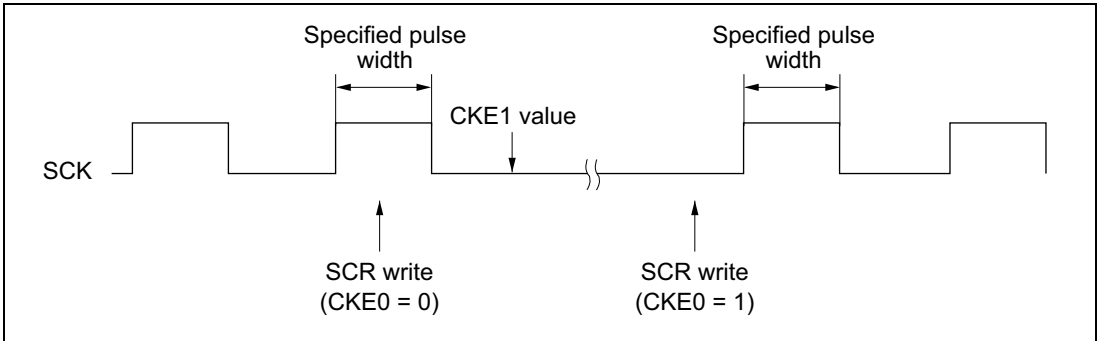 Specified pulse
width
Specified pulse
width
CKE1 value
SCK
SCR write
(CKE0 = 0)
SCR write
(CKE0 = 1)